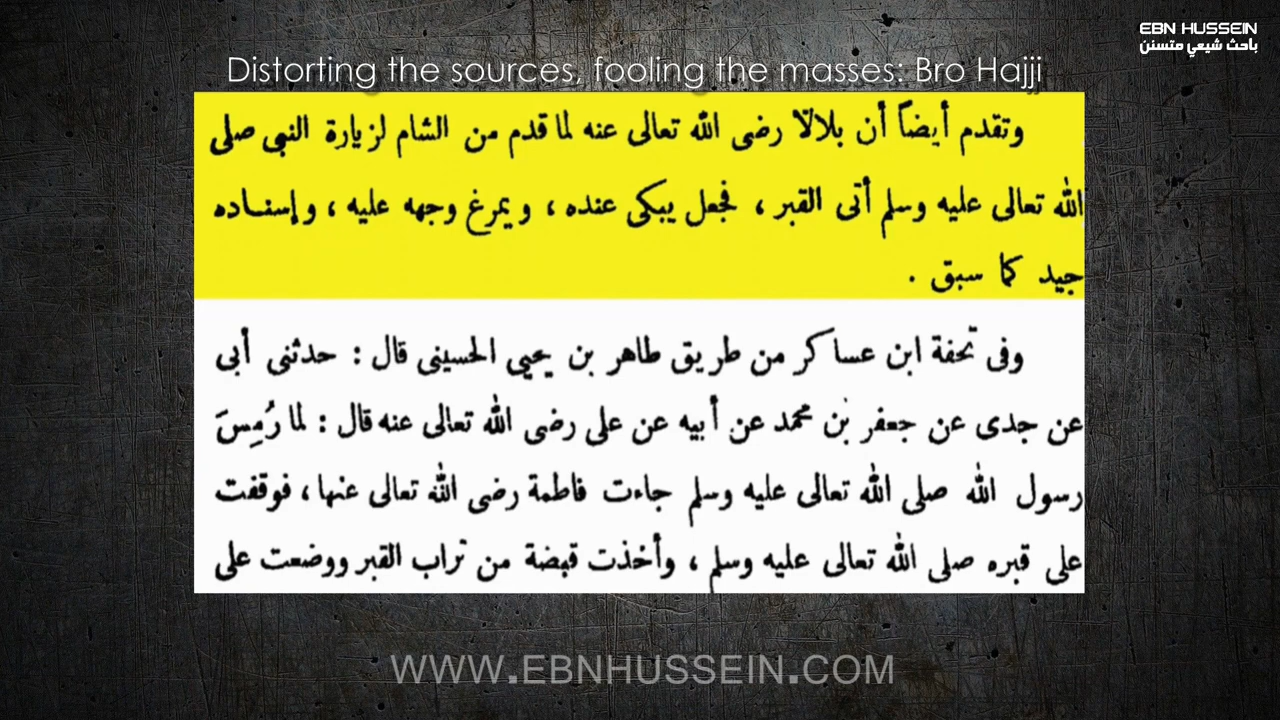 EBN HUSSEIN
باحث شيعي متسنن
Distorting the sources, fooling the masses: Bro Hajji
وتقدم أيضاً أن بلالاً رضى الله تعالى عنه لما قدم من الشام لزيارة النبى صلى
الله تعالى عليه وسلم أتى القبر ، فجعل يبكى عنده ، ويمرغ وجهه عليه ، وإسناده
جيد كما سبق .
وفى تحفة ابن عساكر من طريق طاهر بن يحيى الحسينى قال : حدثنى أبى
عن جدى عن جعفر بن محمد عن أبيه عن على رضى الله تعالى عنه قال : لما رُمِسَ
رسول الله صلى الله تعالى عليه وسلم جاءت فاطمة رضى الله تعالى عنها ، فوقفت
على قبره صلى الله تعالى عليه وسلم ، وأخذت قبضة من تراب القبر ووضعت على
WWW.EBNHUSSEIN.COM